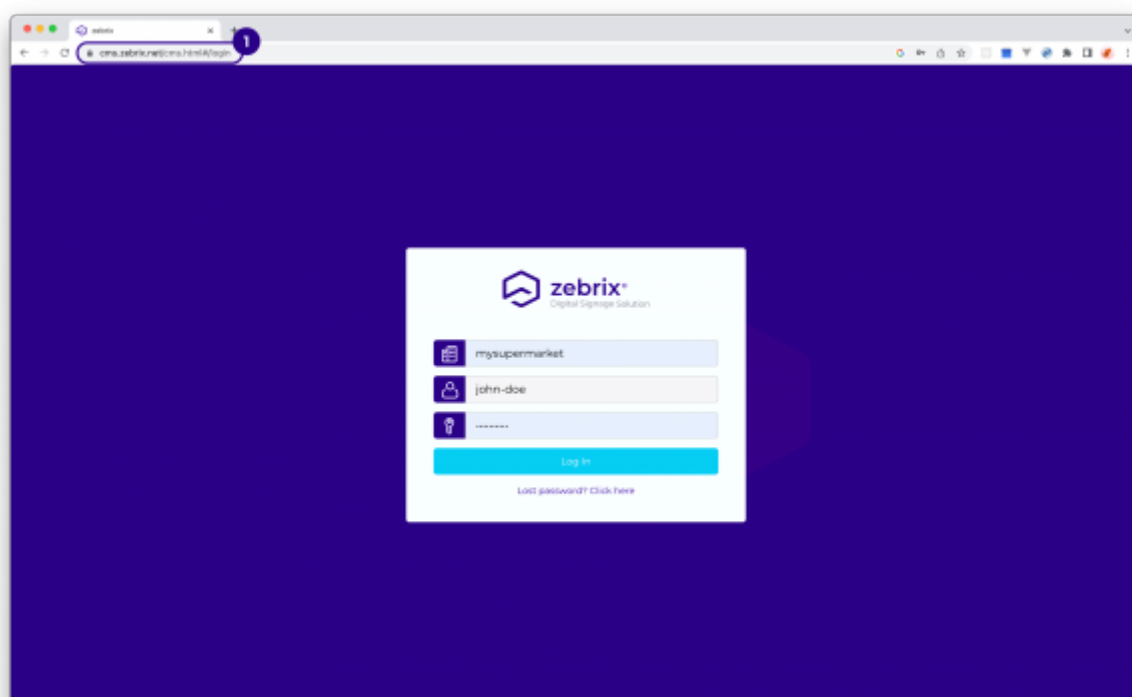 zebrix
1
cms.zebrix.net/cms.html#/login
zebrix
Digital Signage Solution
mysupermarket
john-doe
Log In
Lost password? Click here